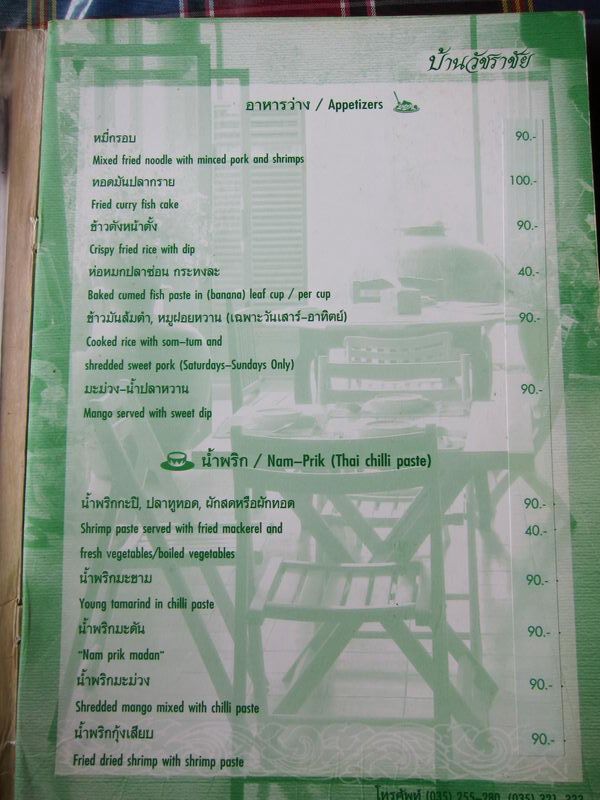 บ้านวัชราชัย
อาหารว่าง / Appetizers
หมี่กรอบ 90.-
Mixed fried noodle with minced pork and shrimps
ทอดมันปลากราย 100.-
Fried curry fish cake
ข้าวตังหน้าตั้ง 90.-
Crispy fried rice with dip
ห่อหมกปลาช่อน กระทงละ 40.-
Baked curried fish paste in (banana) leaf cup / per cup
ข้าวมันส้มตำ, หมูฝอยหวาน (เฉพาะวันเสาร์-อาทิตย์) 90.-
Cooked rice with som-tum and
shredded sweet pork (Saturdays-Sundays Only)
มะม่วง-น้ำปลาหวาน 90.-
Mango served with sweet dip
น้ำพริก / Nam-Prik (Thai chilli paste)
น้ำพริกกะปิ, ปลาทูทอด, ผักสดหรือผักทอด 90.-
Shrimp paste served with fried mackerel and 40.-
fresh vegetables/boiled vegetables
น้ำพริกมะขาม 90.-
Young tamarind in chilli paste
น้ำพริกมะดัน 90.-
"Nam prik madan"
น้ำพริกมะม่วง 90.-
Shredded mango mixed with chilli paste
น้ำพริกกุ้งเสียบ 90.-
Fried dried shrimp with shrimp paste
โทรศัพท์ (035) 255-280, (035) 321-333